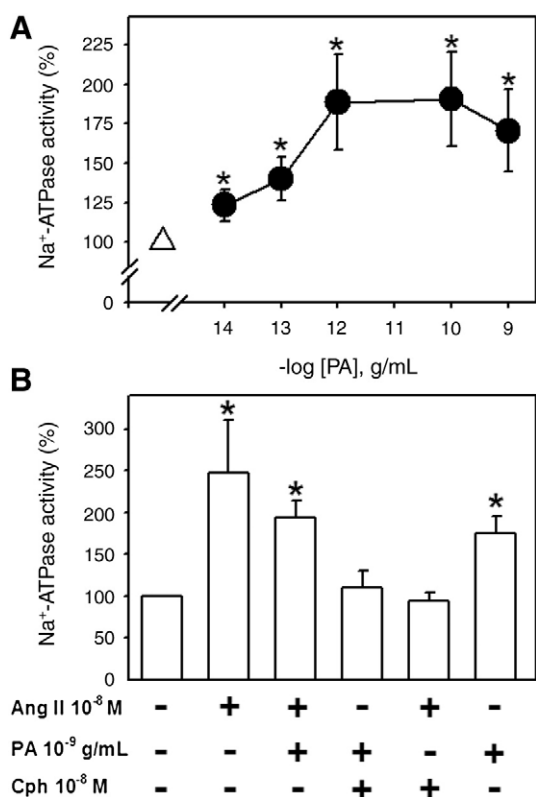 A
Na⁺-ATPase activity (%)
225
200
175
150
125
100
0
* * * * *
14 13 12 11 10 9
-log [PA], g/mL
B
Na⁺-ATPase activity (%)
300
250
200
150
100
50
0
* * *
Ang II 10⁻⁸ M - + + - + -
PA 10⁻⁹ g/mL - - + + - +
Cph 10⁻⁸ M - - - + + -